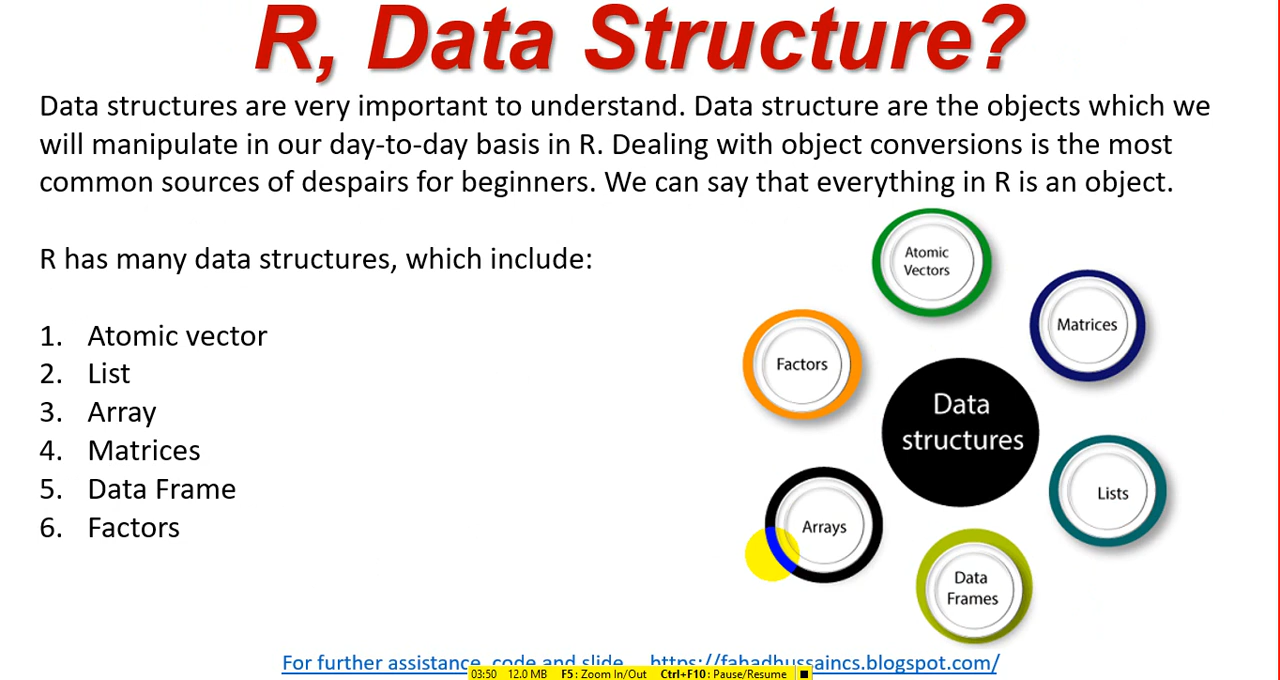 R, Data Structure?
Data structures are very important to understand. Data structure are the objects which we
will manipulate in our day-to-day basis in R. Dealing with object conversions is the most
common sources of despairs for beginners. We can say that everything in R is an object.
R has many data structures, which include:
1. Atomic vector
2. List
3. Array
4. Matrices
5. Data Frame
6. Factors
Atomic
Vectors
Matrices
Factors
Data
structures
Lists
Arrays
Data
Frames
For further assistance, code and slide https://fahadhussaincs.blogspot.com/
03:50 12.0 MB F5: Zoom In/Out Ctrl+F10: Pause/Resume